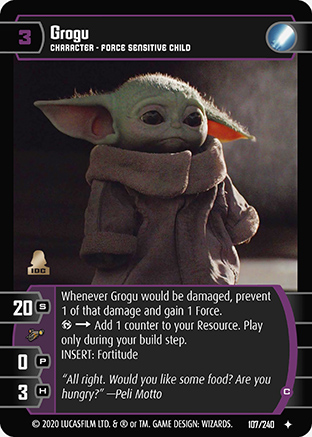 3
Grogu
CHARACTER - FORCE SENSITIVE CHILD
IDC
20 S
0 P
3 H
Whenever Grogu would be damaged, prevent
1 of that damage and gain 1 Force.
→ Add 1 counter to your Resource. Play
only during your build step.
INSERT: Fortitude
“All right. Would you like some food? Are you
hungry?” —Peli Motto
C
© 2020 LUCASFILM LTD. & ® or TM. GAME DESIGN: WIZARDS.
107/240